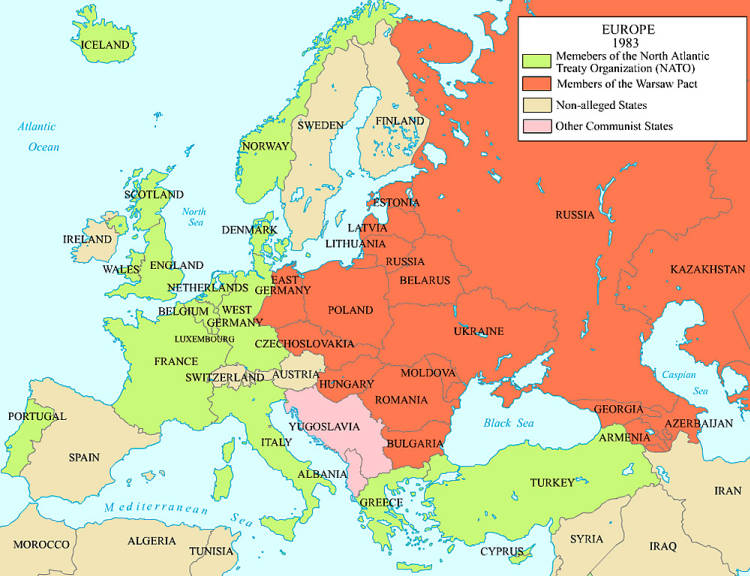 EUROPE
1983
Memebers of the North Atlantic
Treaty Organization (NATO)
Members of the Warsaw Pact
Non-alleged States
Other Communist States
ICELAND
Atlantic
Ocean
SWEDEN
FINLAND
NORWAY
SCOTLAND
North
Sea
ESTONIA
RUSSIA
IRELAND
DENMARK
LATVIA
LITHUANIA
WALES
ENGLAND
RUSSIA
KAZAKHSTAN
NETHERLANDS
EAST
GERMANY
BELARUS
BELGIUM
WEST
GERMANY
POLAND
UKRAINE
LUXEMBOURG
CZECHOSLOVAKIA
FRANCE
SWITZERLAND
AUSTRIA
HUNGARY
MOLDOVA
Caspian
Sea
ROMANIA
PORTUGAL
YUGOSLAVIA
GEORGIA
Black Sea
AZERBAIJAN
ITALY
BULGARIA
ARMENIA
SPAIN
ALBANIA
TURKEY
IRAN
GREECE
Mediterranean
Sea
MOROCCO
ALGERIA
TUNISIA
CYPRUS
SYRIA
IRAQ